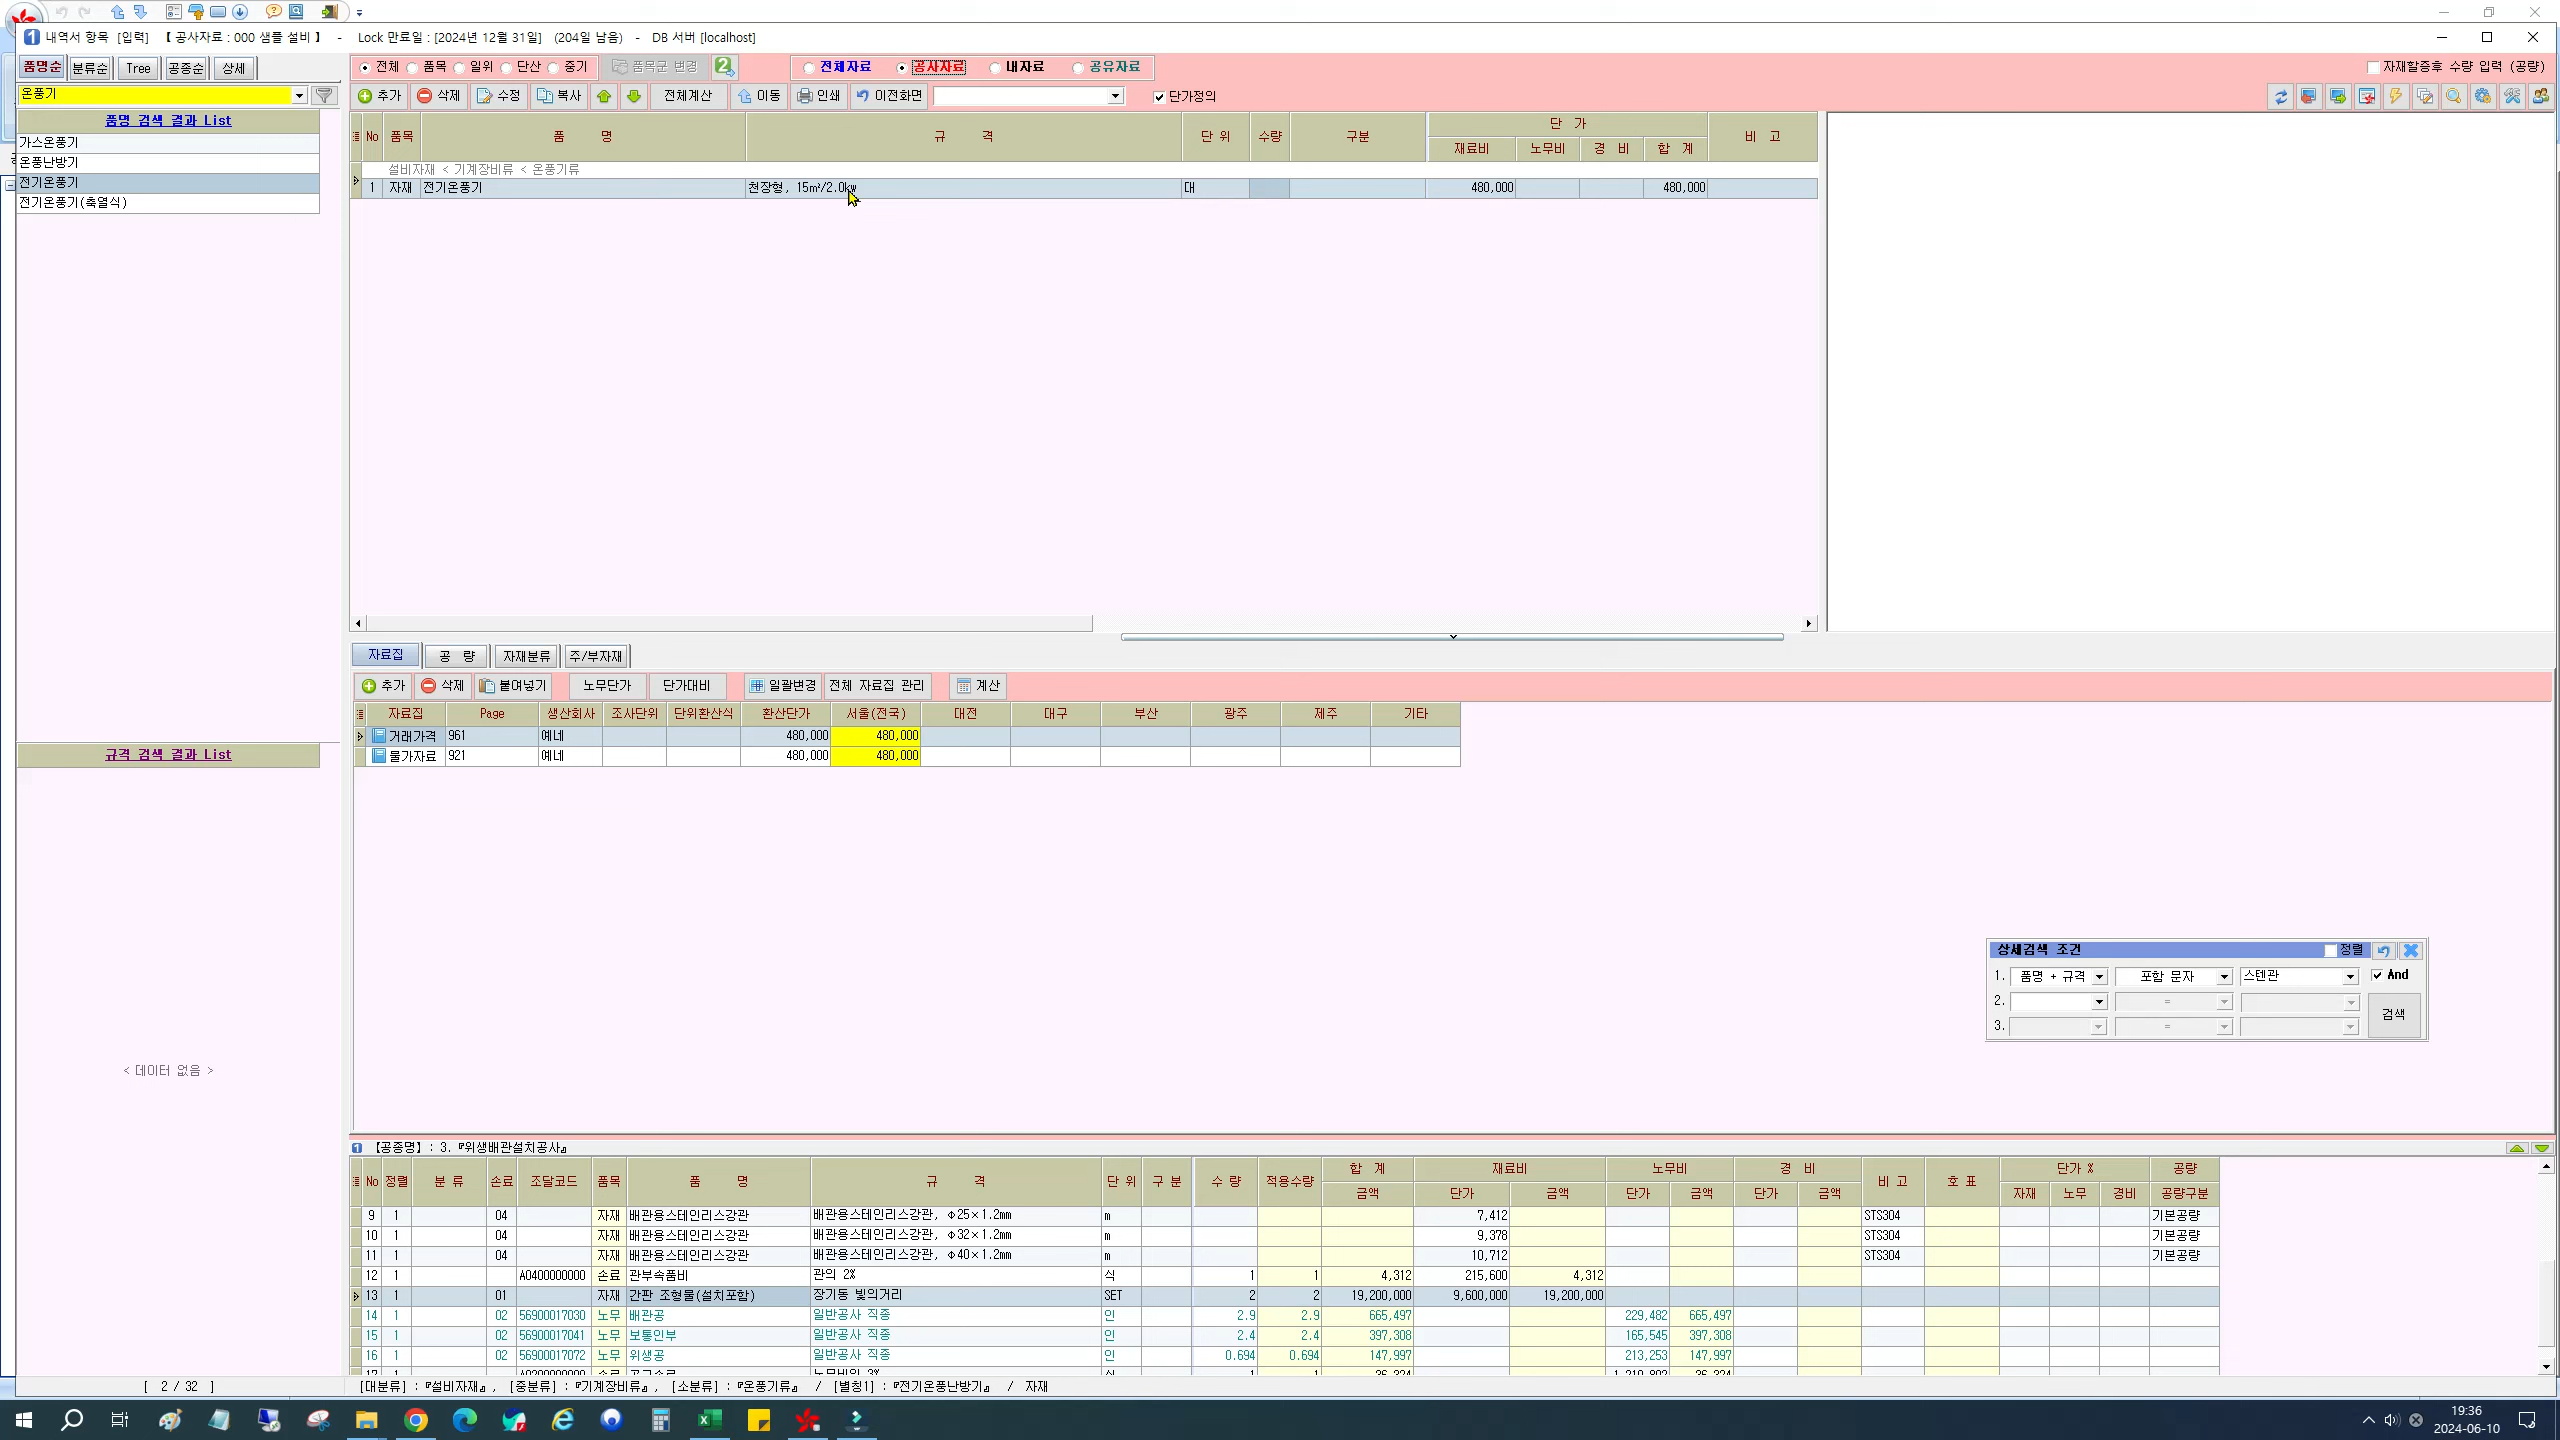 내역서 항목 [입력] 【 공사자료 : 000 샘플 설비 】 - Lock 만료일 : [2024년 12월 31일] (204일 남음) - DB 서버 [localhost]
품명순 분류순 Tree 공종순 상세
전체 품목 일위 단산 중기 품목군 변경 전체자료 공사자료 내자료 공유자료 자재할증후 수량 입력 (공량)
온풍기
추가 삭제 수정 복사 전체계산 이동 인쇄 이전화면 단가정의
품명 검색 결과 List
가스온풍기
온풍난방기
전기온풍기
전기온풍기(축열식)
No 품목 품 명 규 격 단 위 수량 구분 단 가 비 고
재료비 노무비 경 비 합 계
설비자재 < 기계장비류 < 온풍기류
1 자재 전기온풍기 천장형, 15㎡/2.0kw 대 480,000 480,000
자료집 공 량 자재분류 주/부자재
추가 삭제 붙여넣기 노무단가 단가대비 일괄변경 전체 자료집 관리 계산
자료집 Page 생산회사 조사단위 단위환산식 환산단가 서울(전국) 대전 대구 부산 광주 제주 기타
거래가격 961 예네 480,000 480,000
물가자료 921 예네 480,000 480,000
규격 검색 결과 List
< 데이터 없음 >
상세검색 조건 정렬
1. 품명 + 규격 포함 문자 스텐관 And
2. =
3. =
검색
【공종명】 : 3. 『위생배관설치공사』
No 정렬 분 류 손료 조달코드 품목 품 명 규 격 단 위 구 분 수 량 적용수량 합 계 재료비 노무비 경 비 비 고 호 표 단가 % 공량
금액 단가 금액 단가 금액 단가 금액 자재 노무 경비 공량구분
9 1 04 자재 배관용스테인리스강관 배관용스테인리스강관, Φ25×1.2mm m 7,412 STS304 기본공량
10 1 04 자재 배관용스테인리스강관 배관용스테인리스강관, Φ32×1.2mm m 9,378 STS304 기본공량
11 1 04 자재 배관용스테인리스강관 배관용스테인리스강관, Φ40×1.2mm m 10,712 STS304 기본공량
12 1 A0400000000 손료 관부속품비 관의 2% 식 1 1 4,312 215,600 4,312
13 1 01 자재 간판 조형물(설치포함) 장기동 빛의거리 SET 2 2 19,200,000 9,600,000 19,200,000
14 1 02 56900017030 노무 배관공 일반공사 직종 인 2.9 2.9 665,497 229,482 665,497
15 1 02 56900017041 노무 보통인부 일반공사 직종 인 2.4 2.4 397,308 165,545 397,308
16 1 02 56900017072 노무 위생공 일반공사 직종 인 0.694 0.694 147,997 213,253 147,997
[ 2 / 32 ] [대분류] : 『설비자재』, [중분류] : 『기계장비류』, [소분류] : 『온풍기류』 / [별칭1] : 『전기온풍난방기』 / 자재
19:36
2024-06-10